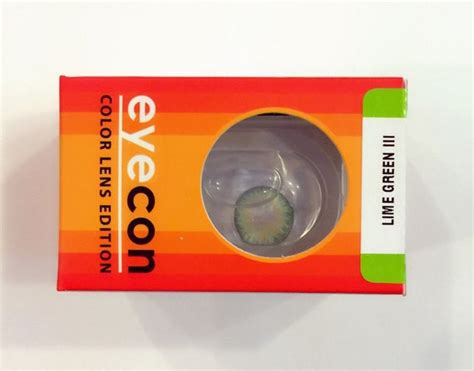 eyecon
COLOR LENS EDITION
LIME GREEN III